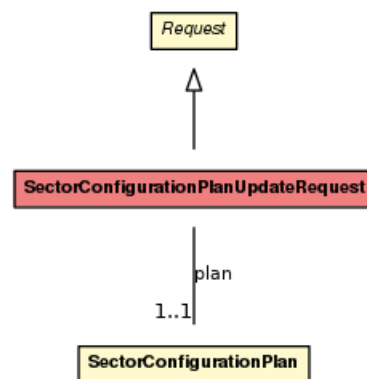 Request
SectorConfigurationPlanUpdateRequest
plan
1..1
SectorConfigurationPlan